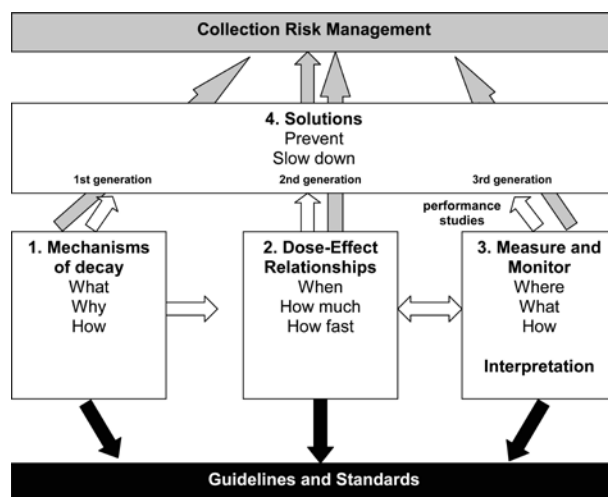 Collection Risk Management
4. Solutions
Prevent
Slow down
1st generation
2nd generation
3rd generation
performance
studies
1. Mechanisms
of decay
What
Why
How
2. Dose-Effect
Relationships
When
How much
How fast
3. Measure and
Monitor
Where
What
How
Interpretation
Guidelines and Standards